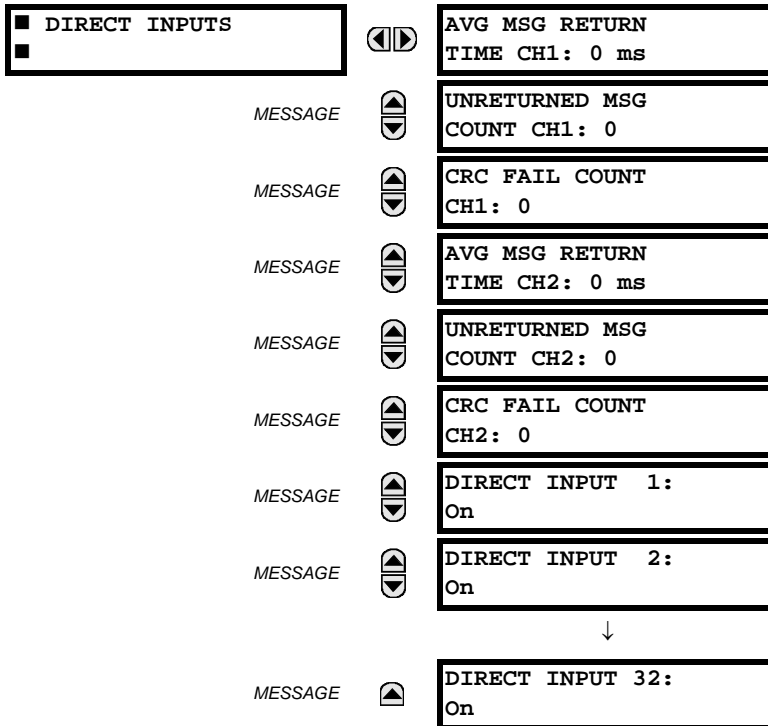 ■ DIRECT INPUTS
■
AVG MSG RETURN
TIME CH1: 0 ms
MESSAGE
UNRETURNED MSG
COUNT CH1: 0
MESSAGE
CRC FAIL COUNT
CH1: 0
MESSAGE
AVG MSG RETURN
TIME CH2: 0 ms
MESSAGE
UNRETURNED MSG
COUNT CH2: 0
MESSAGE
CRC FAIL COUNT
CH2: 0
MESSAGE
DIRECT INPUT  1:
On
MESSAGE
DIRECT INPUT  2:
On
↓
MESSAGE
DIRECT INPUT 32:
On